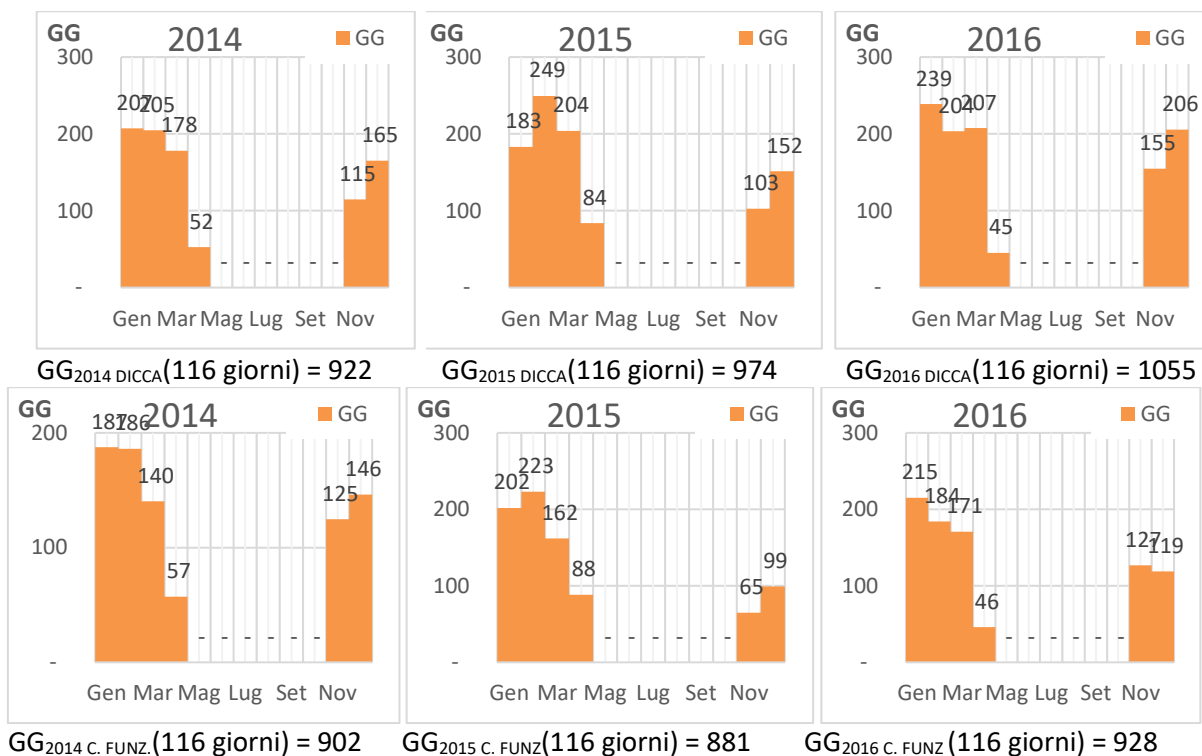 GG 2014 GG
300
207 205 178 52 - - - - - - 115 165
200
100
-
Gen Mar Mag Lug Set Nov
GG 2015 GG
300
183 249 204 84 - - - - - - 103 152
200
100
-
Gen Mar Mag Lug Set Nov
GG 2016 GG
300
239 204 207 45 - - - - - - 155 206
200
100
-
Gen Mar Mag Lug Set Nov
GG2014 DICCA(116 giorni) = 922
GG2015 DICCA(116 giorni) = 974
GG2016 DICCA(116 giorni) = 1055
GG 2014 GG
200
187 186 140 57 - - - - - - 125 146
100
-
Gen Mar Mag Lug Set Nov
GG 2015 GG
300
202 223 162 88 - - - - - - 65 99
200
100
-
Gen Mar Mag Lug Set Nov
GG 2016 GG
300
215 184 171 46 - - - - - - 127 119
200
100
-
Gen Mar Mag Lug Set Nov
GG2014 C. FUNZ.(116 giorni) = 902
GG2015 C. FUNZ(116 giorni) = 881
GG2016 C. FUNZ (116 giorni) = 928